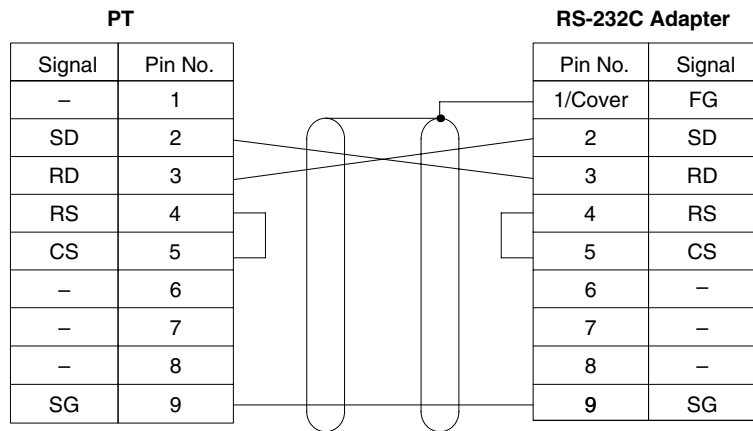 PT RS-232C Adapter
Signal Pin No. Pin No. Signal
– 1 1/Cover FG
SD 2 2 SD
RD 3 3 RD
RS 4 4 RS
CS 5 5 CS
– 6 6 –
– 7 7 –
– 8 8 –
SG 9 9 SG